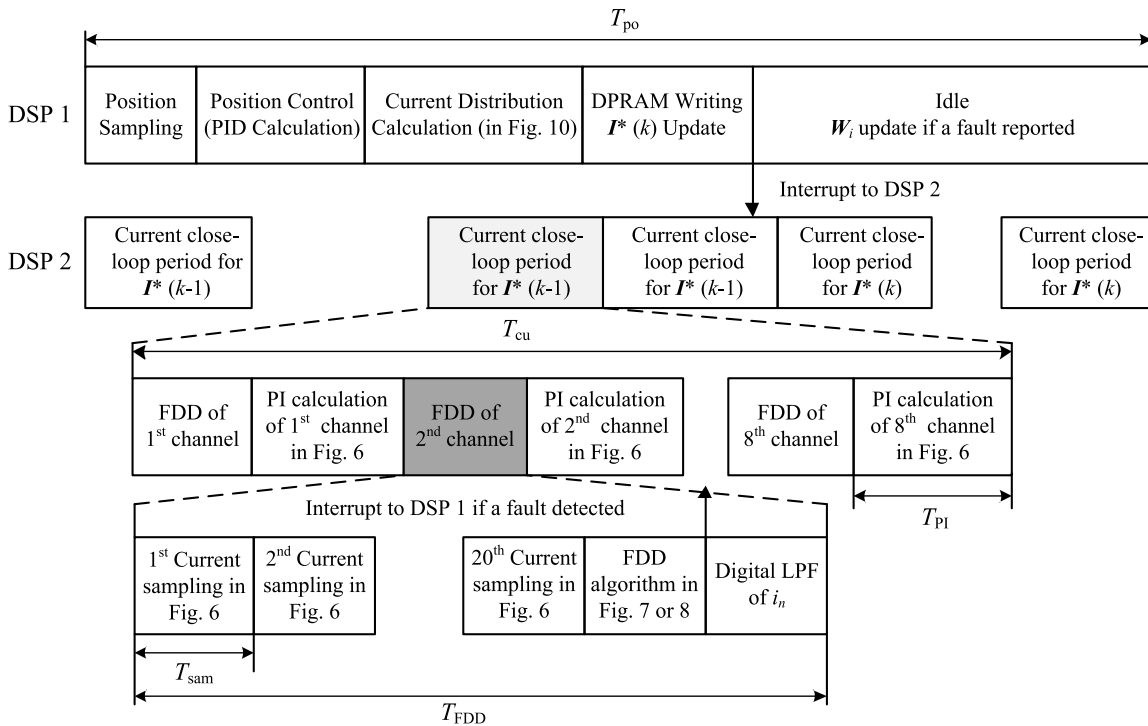 T_po
DSP 1
Position
Sampling
Position Control
(PID Calculation)
Current Distribution
Calculation (in Fig. 10)
DPRAM Writing
I* (k) Update
Idle
W_i update if a fault reported
Interrupt to DSP 2
DSP 2
Current close-
loop period for
I* (k-1)
Current close-
loop period
for I* (k-1)
Current close-
loop period
for I* (k-1)
Current close-
loop period
for I* (k)
Current close-
loop period
for I* (k)
T_cu
FDD of
1st channel
PI calculation
of 1st channel
in Fig. 6
FDD of
2nd channel
PI calculation
of 2nd channel
in Fig. 6
FDD of
8th channel
PI calculation
of 8th channel
in Fig. 6
T_PI
Interrupt to DSP 1 if a fault detected
1st Current
sampling in
Fig. 6
2nd Current
sampling in
Fig. 6
20th Current
sampling in
Fig. 6
FDD
algorithm in
Fig. 7 or 8
Digital LPF
of i_n
T_sam
T_FDD